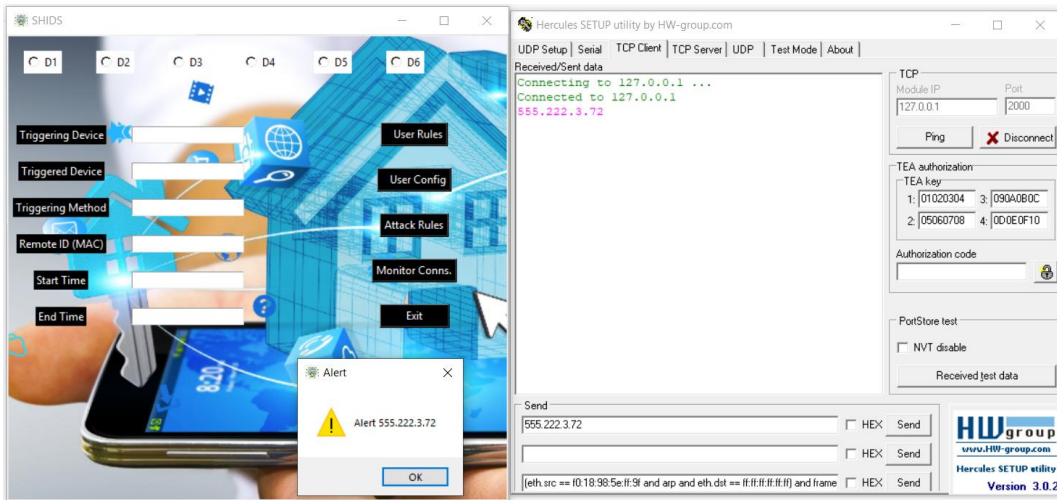 SHIDS
D1 D2 D3 D4 D5 D6
Triggering Device
User Rules
Triggered Device
User Config
Triggering Method
Attack Rules
Remote ID (MAC)
Monitor Conns.
Start Time
End Time
Exit
8:20
Alert
Alert 555.222.3.72
OK
Hercules SETUP utility by HW-group.com
UDP Setup Serial TCP Client TCP Server UDP Test Mode About
Received/Sent data
Connecting to 127.0.0.1 ...
Connected to 127.0.0.1
555.222.3.72
TCP
Module IP Port
127.0.0.1 2000
Ping Disconnect
TEA authorization
TEA key
1: 01020304 3: 090A0B0C
2: 05060708 4: 0D0E0F10
Authorization code
PortStore test
NVT disable
Received test data
Send
555.222.3.72 HEX Send
HEX Send
(eth.src == f0:18:98:5e:ff:9f and arp and eth.dst == ff:ff:ff:ff:ff:ff) and frame HEX Send
HW group
www.HW-group.com
Hercules SETUP utility
Version 3.0.2